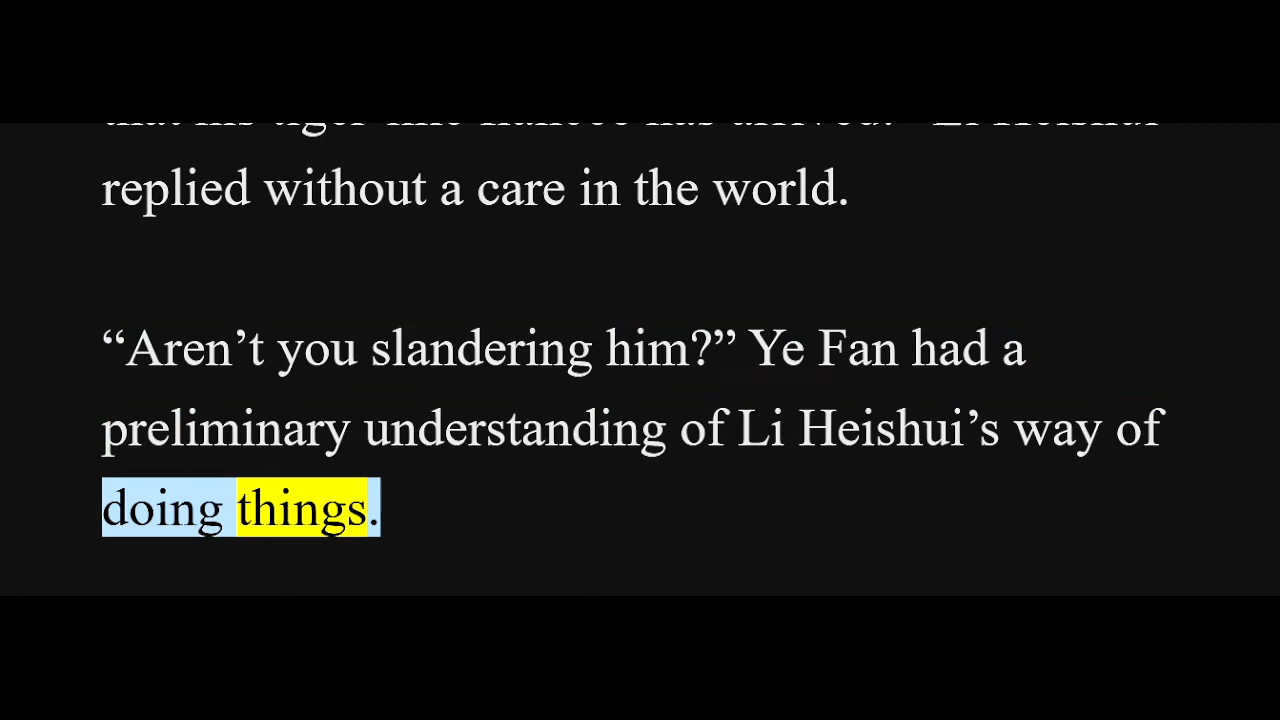 replied without a care in the world.
“Aren’t you slandering him?” Ye Fan had a
preliminary understanding of Li Heishui’s way of
doing things.